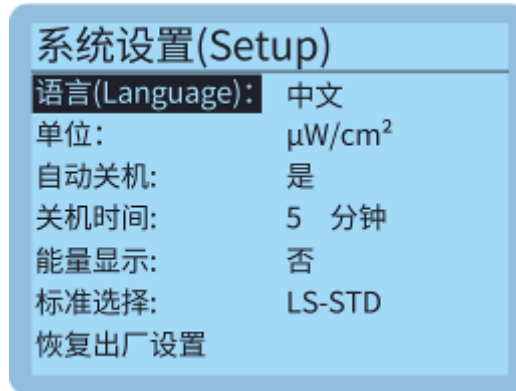 系统设置(Setup)
语言(Language)： 中文
单位： μW/cm²
自动关机: 是
关机时间: 5 分钟
能量显示: 否
标准选择: LS-STD
恢复出厂设置